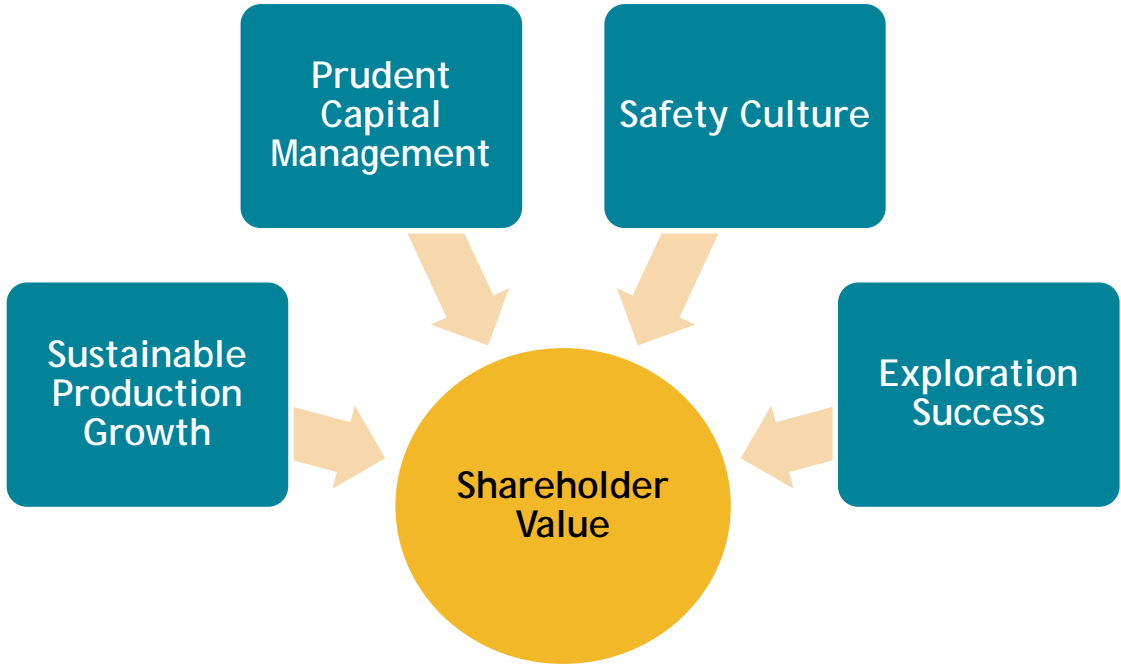 Prudent
Capital
Management
Safety Culture
Sustainable
Production
Growth
Exploration
Success
Shareholder
Value